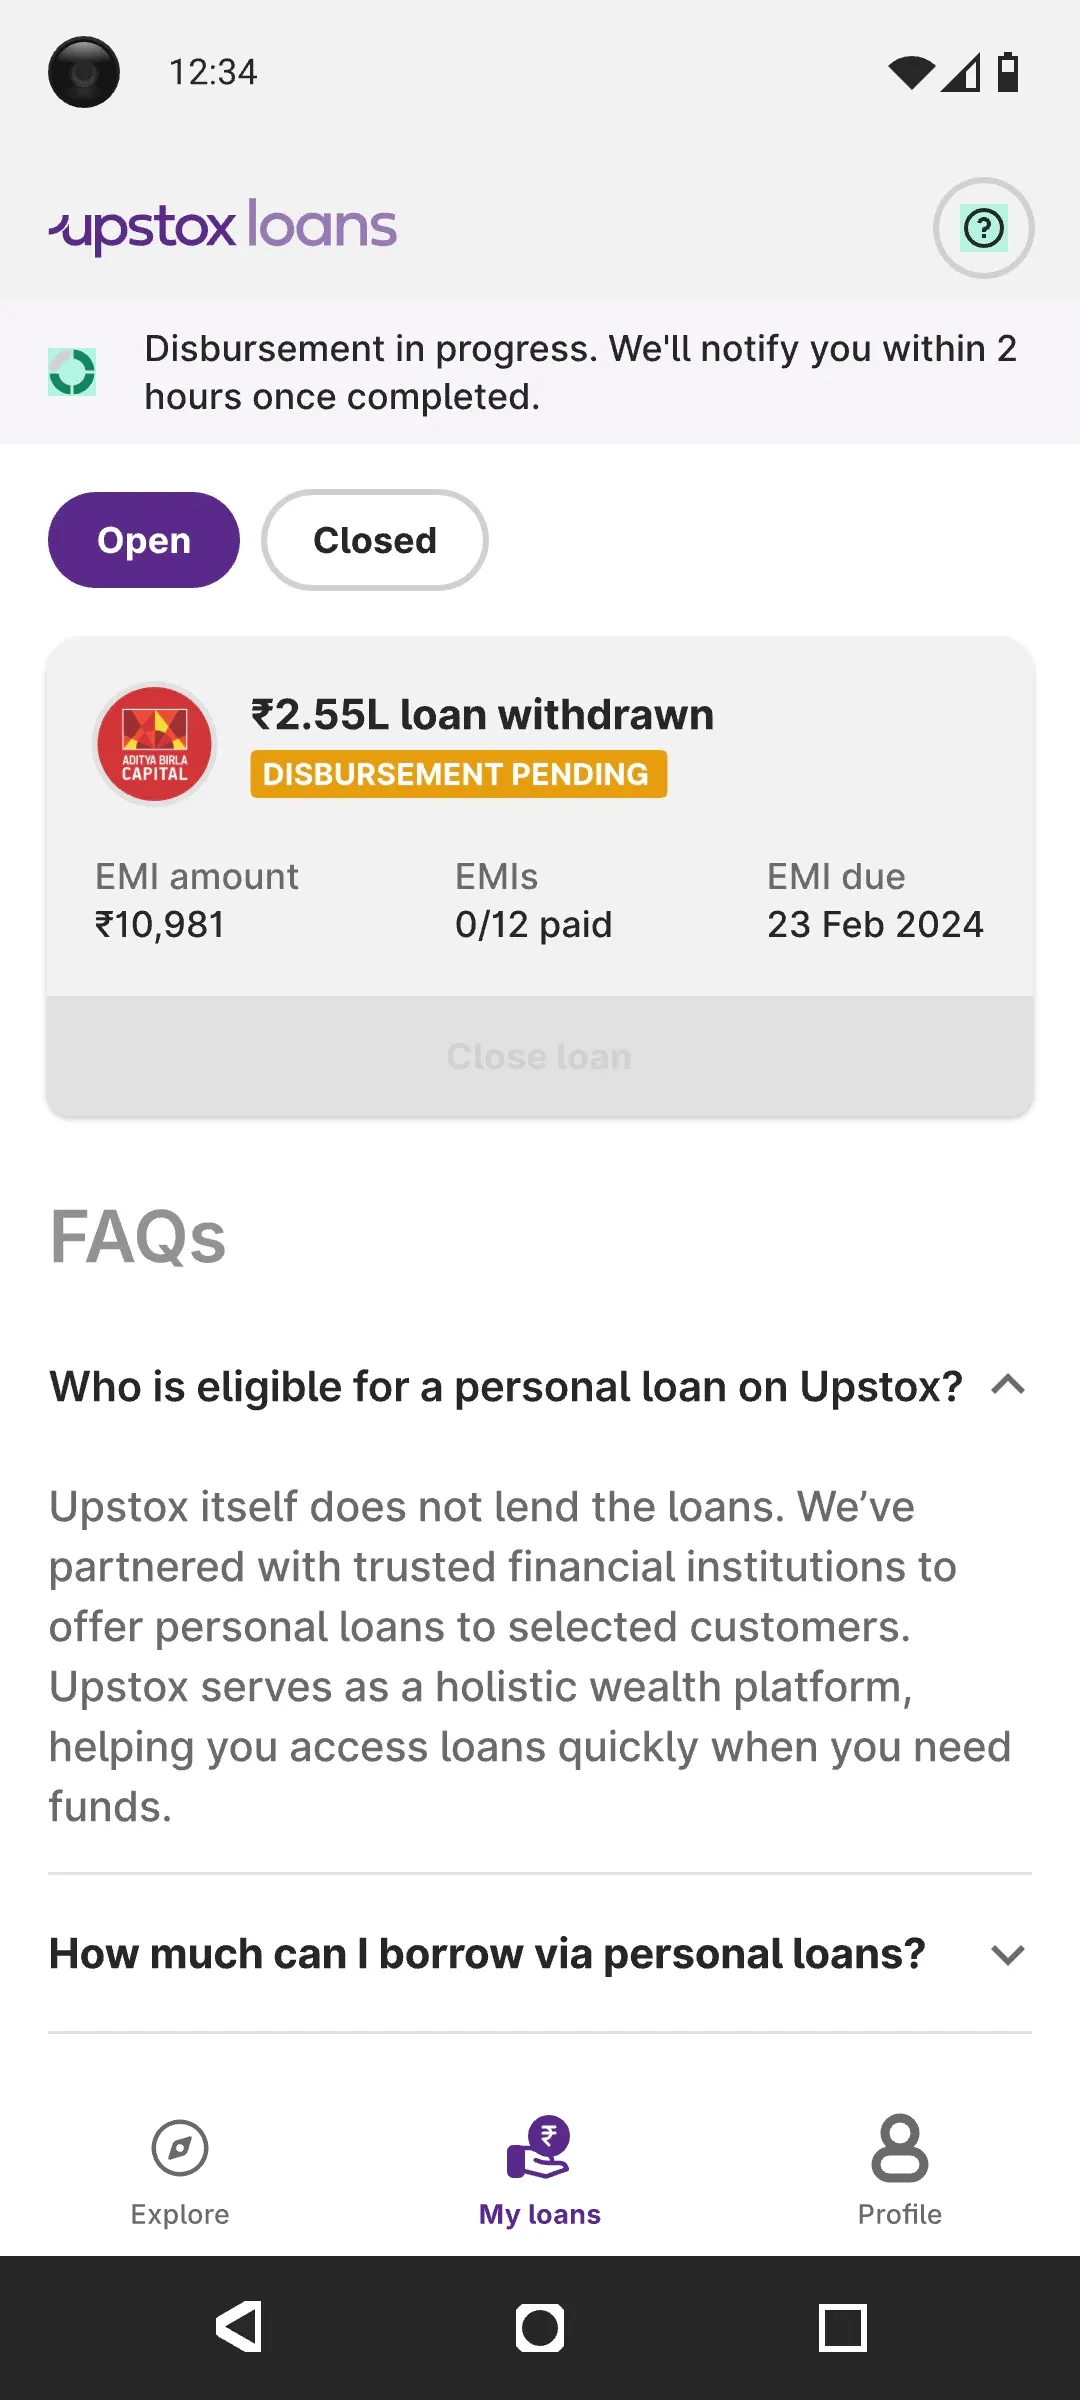 12:34
upstox loans
Disbursement in progress. We'll notify you within 2
hours once completed.
Open
Closed
₹2.55L loan withdrawn
ADITYA BIRLA
CAPITAL
DISBURSEMENT PENDING
EMI amount
EMIs
EMI due
₹10,981
0/12 paid
23 Feb 2024
Close loan
FAQs
Who is eligible for a personal loan on Upstox?
Upstox itself does not lend the loans. We’ve
partnered with trusted financial institutions to
offer personal loans to selected customers.
Upstox serves as a holistic wealth platform,
helping you access loans quickly when you need
funds.
How much can I borrow via personal loans?
Explore
My loans
Profile